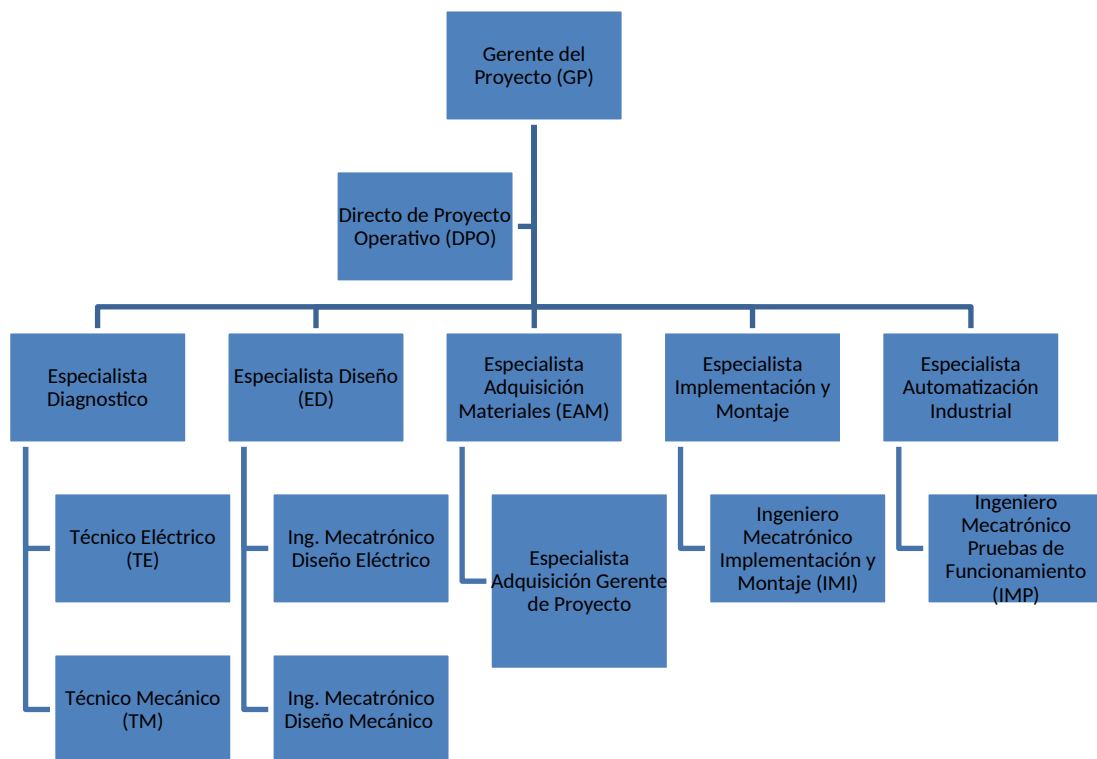 Gerente del
Proyecto (GP)
Directo de Proyecto
Operativo (DPO)
Especialista
Diagnostico
Especialista Diseño
(ED)
Especialista
Adquisición
Materiales (EAM)
Especialista
Implementación y
Montaje
Especialista
Automatización
Industrial
Técnico Eléctrico
(TE)
Ing. Mecatrónico
Diseño Eléctrico
Especialista
Adquisición Gerente
de Proyecto
Ingeniero
Mecatrónico
Implementación y
Montaje (IMI)
Ingeniero
Mecatrónico
Pruebas de
Funcionamiento
(IMP)
Técnico Mecánico
(TM)
Ing. Mecatrónico
Diseño Mecánico